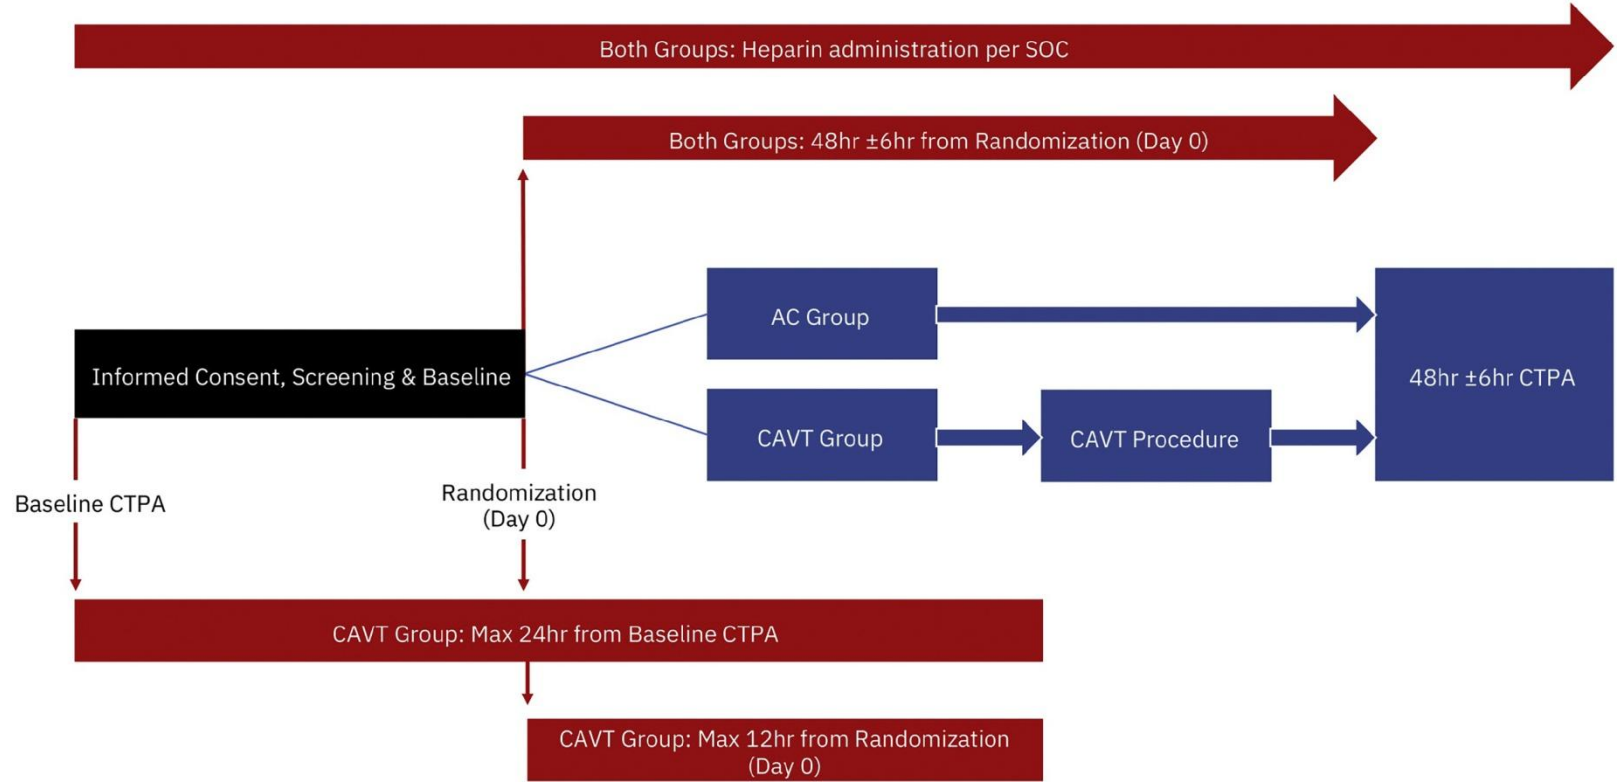 Both Groups: Heparin administration per SOC
Both Groups: 48hr ±6hr from Randomization (Day 0)
AC Group
Informed Consent, Screening & Baseline
48hr ±6hr CTPA
CAVT Group
CAVT Procedure
Baseline CTPA
Randomization
(Day 0)
CAVT Group: Max 24hr from Baseline CTPA
CAVT Group: Max 12hr from Randomization
(Day 0)